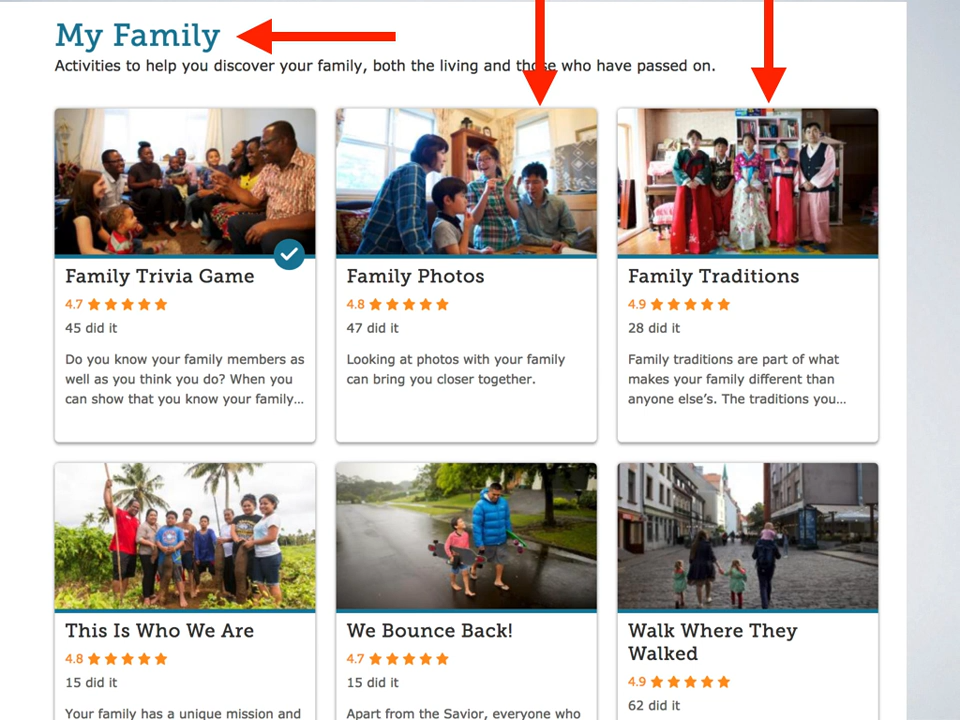 My Family
Activities to help you discover your family, both the living and those who have passed on.
Family Trivia Game
4.7
45 did it
Do you know your family members as
well as you think you do? When you
can show that you know your family...
Family Photos
4.8
47 did it
Looking at photos with your family
can bring you closer together.
Family Traditions
4.9
28 did it
Family traditions are part of what
makes your family different than
anyone else’s. The traditions you...
This Is Who We Are
4.8
15 did it
Your family has a unique mission and
We Bounce Back!
4.7
15 did it
Apart from the Savior, everyone who
Walk Where They
Walked
4.9
62 did it